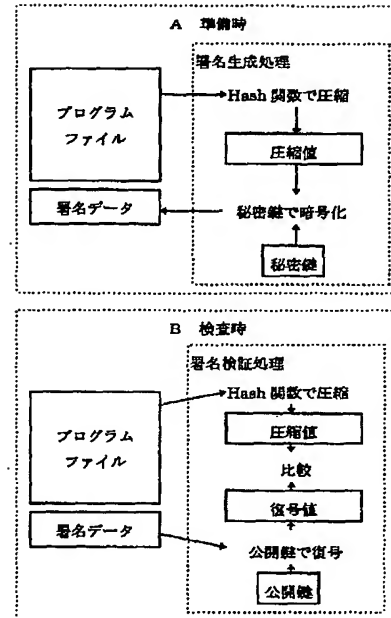 A 準備時
署名生成処理
プログラム
ファイル
Hash 関数で圧縮
圧縮値
署名データ
秘密鍵で暗号化
秘密鍵
B 検査時
署名検証処理
プログラム
ファイル
Hash 関数で圧縮
圧縮値
比較
復号値
署名データ
公開鍵で復号
公開鍵